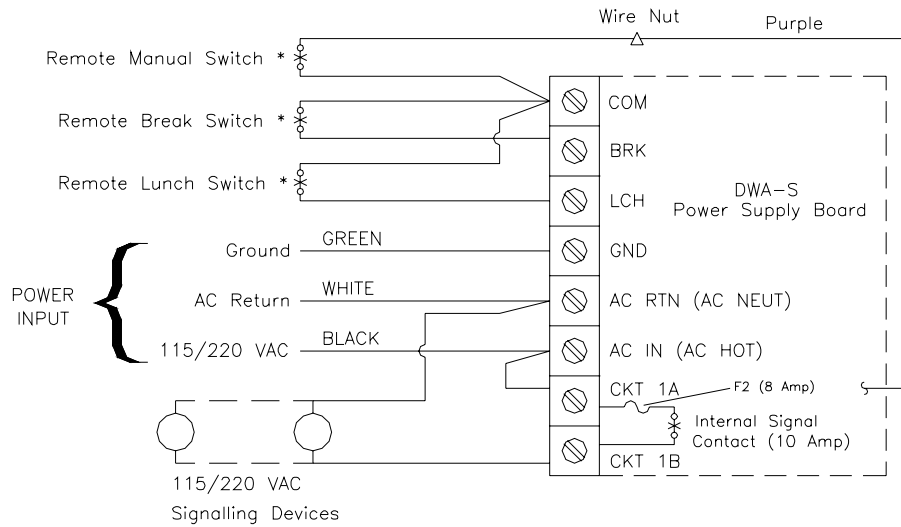 Wire Nut
Purple
Remote Manual Switch *
COM
Remote Break Switch *
BRK
Remote Lunch Switch *
LCH
DWA-S
Power Supply Board
Ground
GREEN
GND
POWER
INPUT
AC Return
WHITE
AC RTN (AC NEUT)
115/220 VAC
BLACK
AC IN (AC HOT)
CKT 1A
F2 (8 Amp)
Internal Signal
Contact (10 Amp)
CKT 1B
115/220 VAC
Signalling Devices